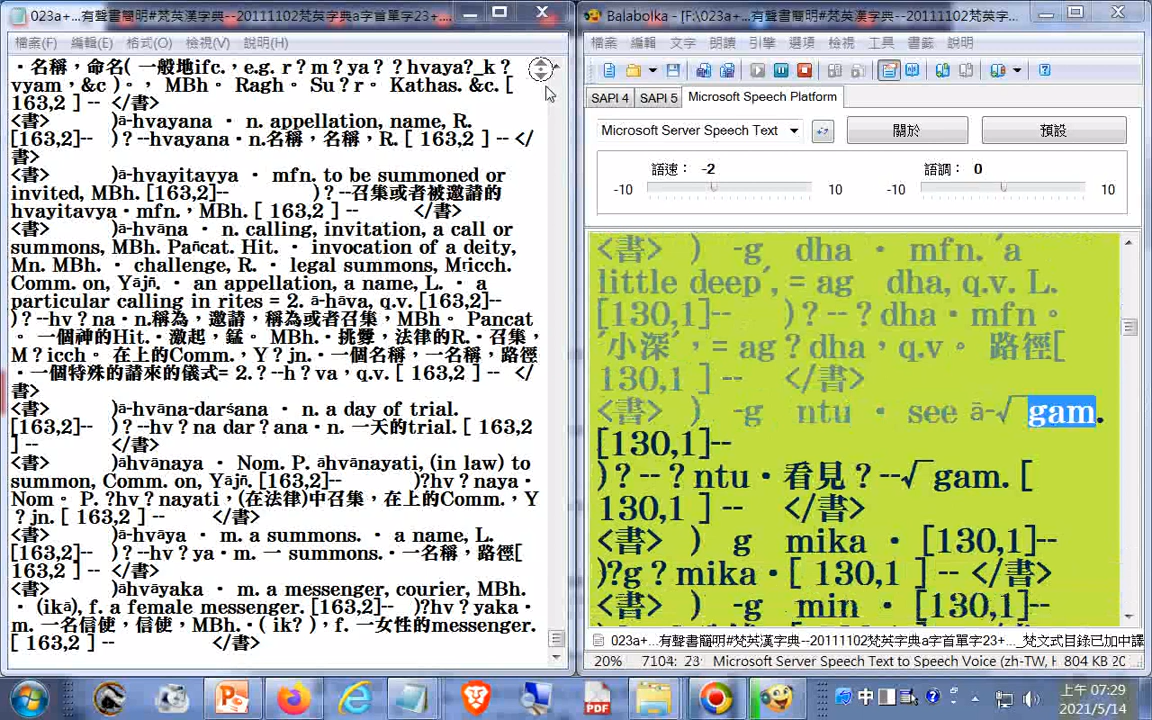 023a+...有聲書簡明#梵英漢字典--20111102梵英字典a字首單字23+...
檔案(F) 編輯(E) 格式(O) 檢視(V) 說明(H)
‧名稱，命名( 一般地ifc.，e.g. r？m？ya？？hvaya?_k？
vyam，&c )。， MBh。Ragh。Su？r。Kathas. &c. [
163,2 ] -- </書>
<書> )ā-hvayana ‧ n. appellation, name, R.
[163,2]-- )？--hvayana‧n.名稱，名稱，R. [ 163,2 ] -- </
書>
<書> )ā-hvayitavya ‧ mfn. to be summoned or
invited, MBh. [163,2]-- )？--召集或者被邀請的
hvayitavya‧mfn.，MBh. [ 163,2 ] -- </書>
<書> )ā-hvāna ‧ n. calling, invitation, a call or
summons, MBh. Pañcat. Hit. ‧ invocation of a deity,
Mn. MBh. ‧ challenge, R. ‧ legal summons, Mṛicch.
Comm. on, Yājñ. ‧ an appellation, a name, L. ‧ a
particular calling in rites = 2. ā-hāva, q.v. [163,2]--
)？--hv？na‧n.稱為，邀請，稱為或者召集，MBh。Pancat
。 一個神的Hit.‧激起，錳。 MBh.‧挑釁，法律的R.‧召集，
M？icch。 在上的Comm.，Y？jn.‧一個名稱，一名稱，路徑
‧一個特殊的請來的儀式= 2.？--h？va，q.v. [ 163,2 ] -- </
書>
<書> )ā-hvāna-darśana ‧ n. a day of trial.
[163,2]-- )？--hv？na dar？ana‧n. 一天的trial. [ 163,2
] -- </書>
<書> )āhvānaya ‧ Nom. P. āhvānayati, (in law) to
summon, Comm. on, Yājñ. [163,2]-- )?hv？naya‧
Nom。 P. ?hv？nayati，(在法律)中召集，在上的Comm.，Y
？jn. [ 163,2 ] -- </書>
<書> )ā-hvāya ‧ m. a summons. ‧ a name, L.
[163,2]-- )？--hv？ya‧m. 一 summons.‧一名稱，路徑[
163,2 ] -- </書>
<書> )āhvāyaka ‧ m. a messenger, courier, MBh.
‧ (ikā), f. a female messenger. [163,2]-- )?hv？yaka‧
m. 一名信使，信使，MBh.‧( ik？)，f. 一女性的messenger.
[ 163,2 ] -- </書>
Balabolka - [F:\023a+...有聲書簡明#梵英漢字典--20111102梵英字...
檔案 編輯 文字 朗讀 引擎 選項 檢視 工具 書籤 說明
SAPI 4 SAPI 5 Microsoft Speech Platform
Microsoft Server Speech Text 關於 預設
語速： -2 語調： 0
-10 10 -10 10
<書> ) -g dha ‧ mfn. 'a
little deep', = ag dha, q.v. L.
[130,1]-- )？--？dha‧mfn。
'小深'，= ag？dha，q.v。 路徑[
130,1 ] -- </書>
<書> ) -g ntu ‧ see ā-√ gam.
[130,1]--
)？--？ntu‧看見？--√gam. [
130,1 ] -- </書>
<書> ) g mika ‧ [130,1]--
)?g？mika‧[ 130,1 ] -- </書>
<書> ) -g min ‧ [130,1]--
023a+...有聲書簡明#梵英漢字典--20111102梵英字典a字首單字23+..._梵文式目錄已加中譯
20% 7104: 23 Microsoft Server Speech Text to Speech Voice (zh-TW, H 804 KB 20
PDF 中 上午 07:29
2021/5/14